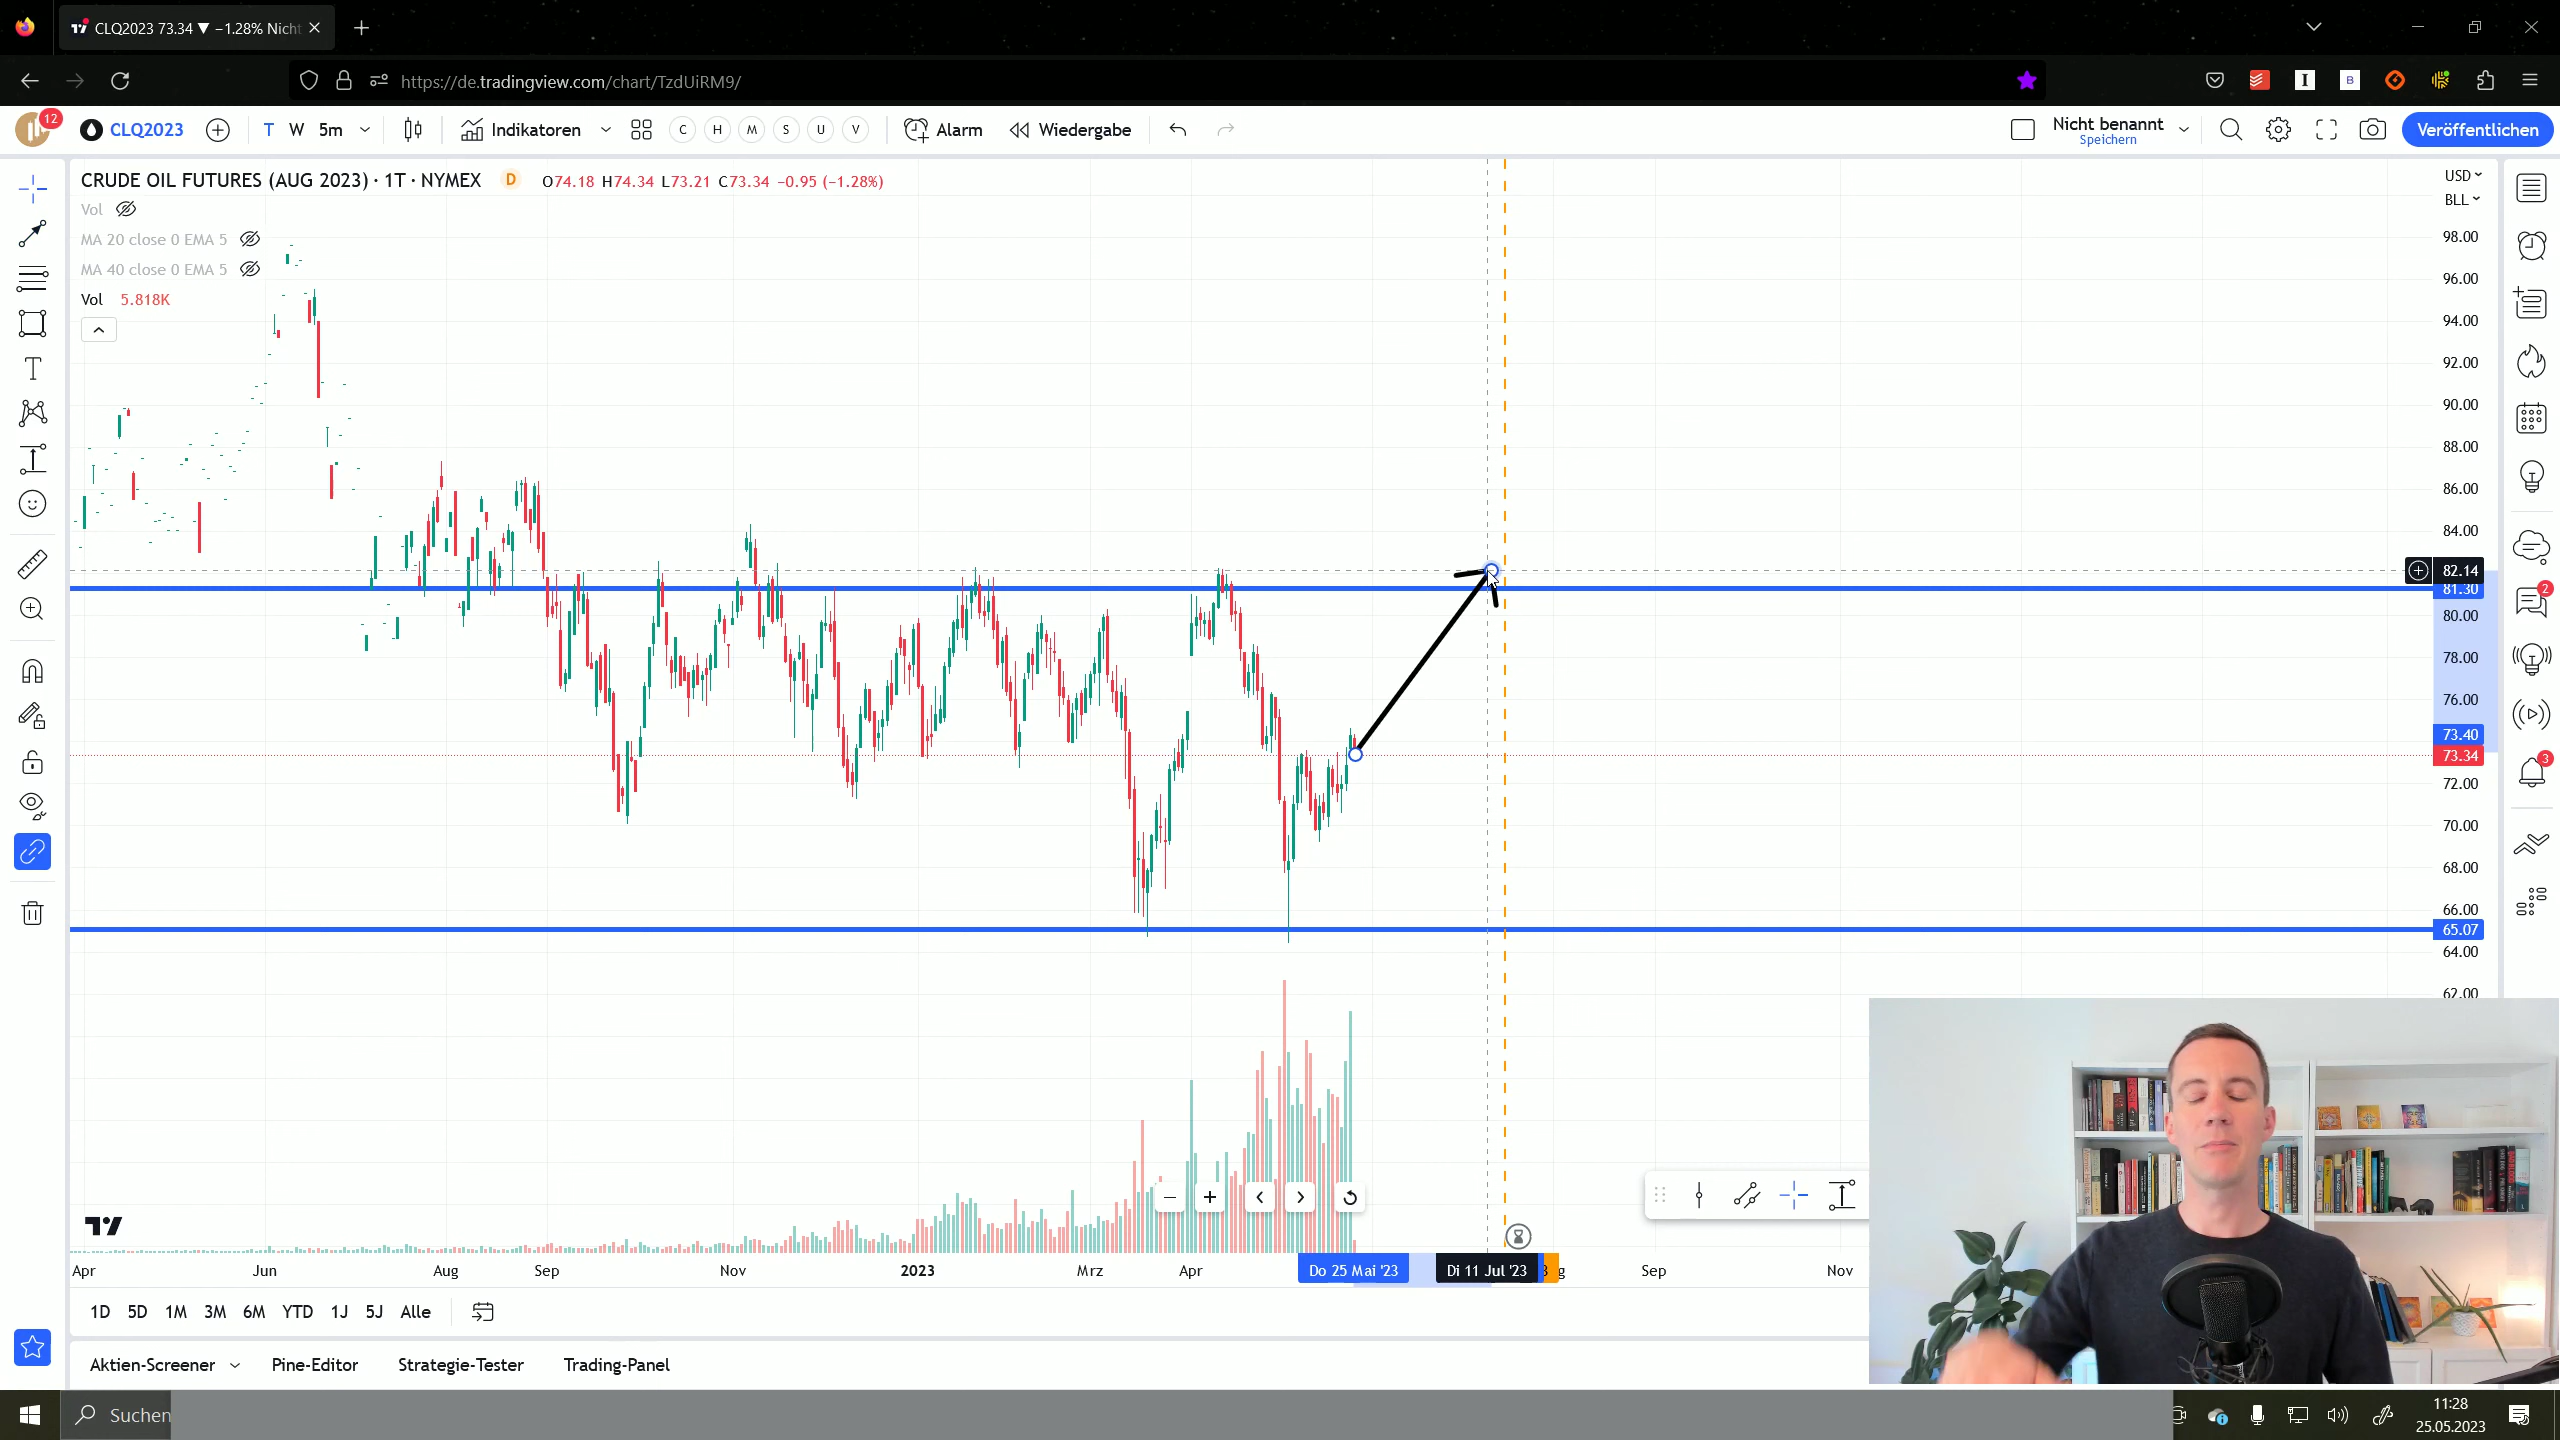 CLQ2023 73.34 ▼ −1.28% Nicht
https://de.tradingview.com/chart/TzdUiRM9/
12
CLQ2023
T W 5m
Indikatoren
C H M S U V
Alarm
Wiedergabe
Nicht benannt
Speichern
Veröffentlichen
CRUDE OIL FUTURES (AUG 2023) · 1T · NYMEX D O74.18 H74.34 L73.21 C73.34 −0.95 (−1.28%)
Vol
MA 20 close 0 EMA 5
MA 40 close 0 EMA 5
Vol 5.818K
USD
BLL
98.00
96.00
94.00
92.00
90.00
88.00
86.00
84.00
82.14
81.30
80.00
78.00
76.00
73.40
73.34
72.00
70.00
68.00
66.00
65.07
64.00
62.00
2
3
Apr Jun Aug Sep Nov 2023 Mrz Apr Do 25 Mai '23 Di 11 Jul '23 Sep Nov
1D 5D 1M 3M 6M YTD 1J 5J Alle
Aktien-Screener Pine-Editor Strategie-Tester Trading-Panel
Suchen
11:28
25.05.2023